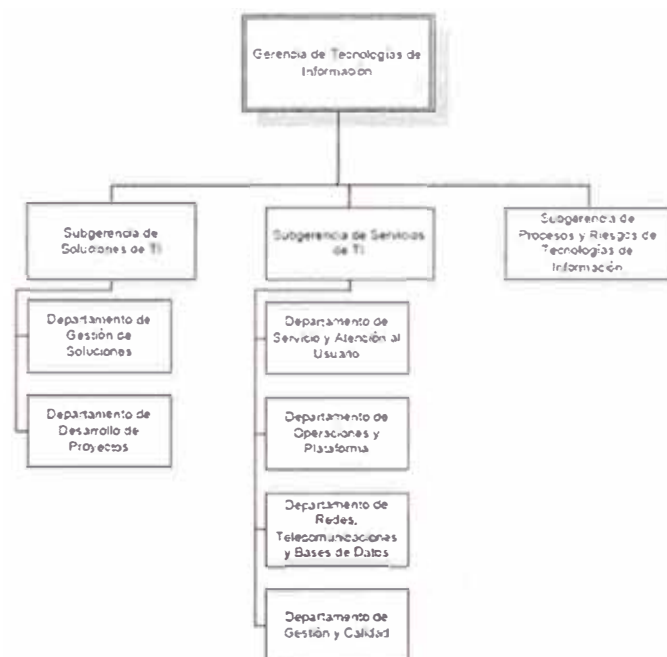 Gerencia de Tecnologías de
Información
Subgerencia de
Soluciones de TI
Subgerencia de Servicios
de TI
Subgerencia de
Procesos y Riesgos de
Tecnologías de
Información
Departamento de
Gestión de
Soluciones
Departamento de
Desarrollo de
Proyectos
Departamento de
Servicio y Atención al
Usuario
Departamento de
Operaciones y
Plataforma
Departamento de
Redes,
Telecomunicaciones
y Bases de Datos
Departamento de
Gestión y Calidad